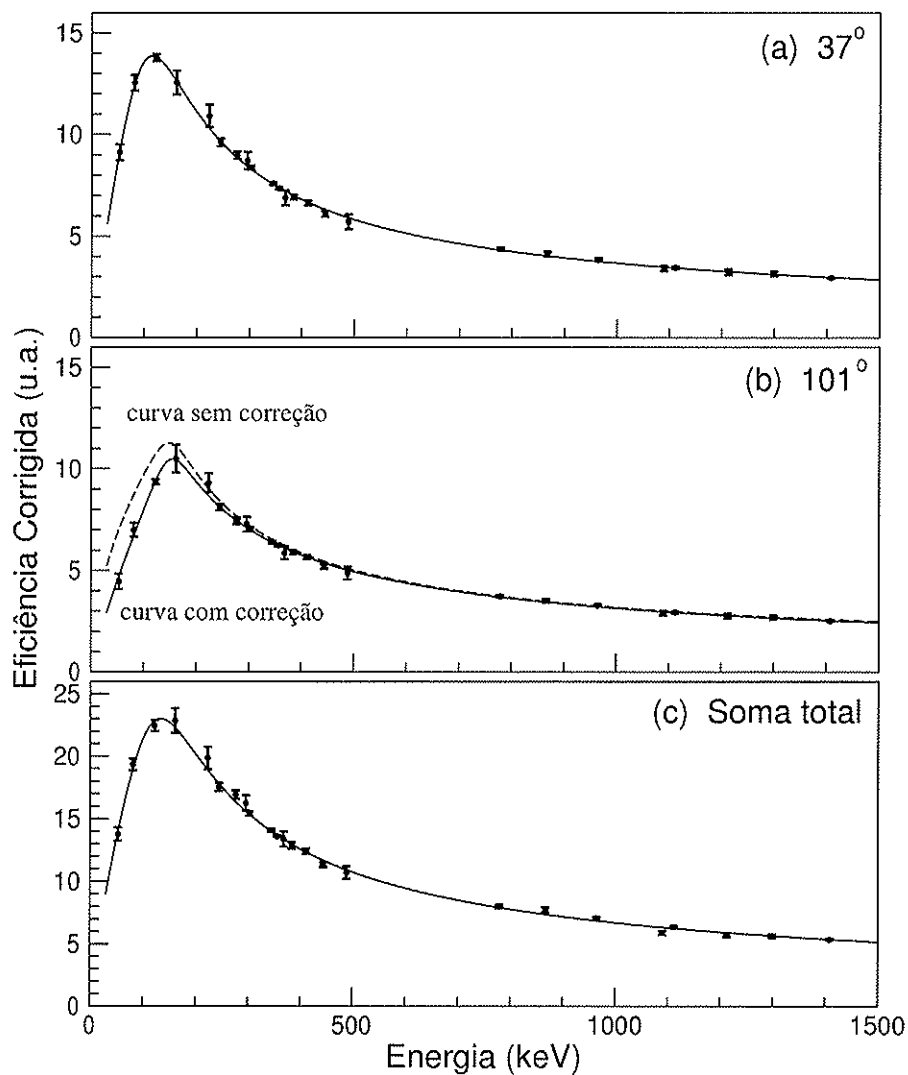 Eficiência Corrigida (u.a.)
15
10
5
0
(a) 37°
15
10
5
0
(b) 101°
curva sem correção
curva com correção
25
20
15
10
5
0
(c) Soma total
0 500 1000 1500
Energia (keV)